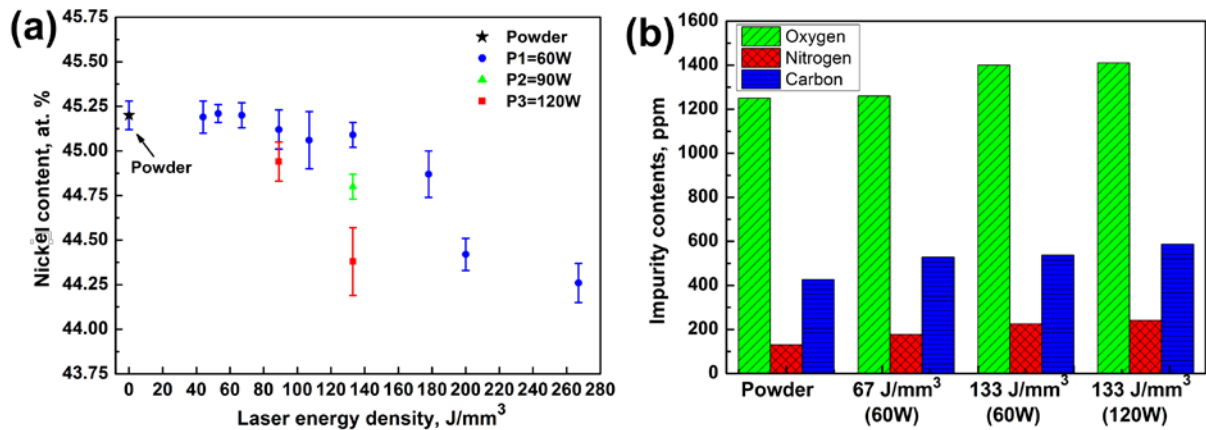 (a)
45.75
45.50
45.25
45.00
44.75
44.50
44.25
44.00
43.75
Nickel content, at. %
Powder
P1=60W
P2=90W
P3=120W
Powder
0 20 40 60 80 100 120 140 160 180 200 220 240 260 280
Laser energy density, J/mm³
(b)
1600
1400
1200
1000
800
600
400
200
0
Impurity contents, ppm
Oxygen
Nitrogen
Carbon
Powder 67 J/mm³ 133 J/mm³ 133 J/mm³
(60W) (60W) (120W)